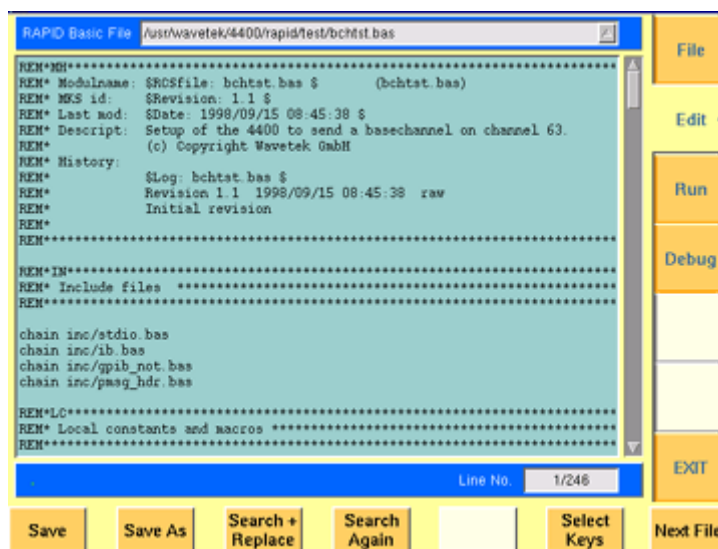 RAPID Basic File /usr/wavetek/4400/rapid/test/bchtst.bas
File
Edit
Run
Debug
EXIT
REM*MH*******************************************************************
REM* Modulname: $RCSfile: bchtst.bas $ (bchtst.bas)
REM* MKS id: $Revision: 1.1 $
REM* Last mod: $Date: 1998/09/15 08:45:38 $
REM* Descript: Setup of the 4400 to send a basechannel on channel 63.
REM* (c) Copyright Wavetek GmbH
REM* History:
REM* $Log: bchtst.bas $
REM* Revision 1.1 1998/09/15 08:45:38 raw
REM* Initial revision
REM*
REM**********************************************************************
REM*IN*******************************************************************
REM* Include files *******************************************************
REM**********************************************************************
chain inc/stdio.bas
chain inc/ib.bas
chain inc/gpib_not.bas
chain inc/pmsg_hdr.bas
REM*LC*******************************************************************
REM* Local constants and macros ******************************************
REM**********************************************************************
Line No. 1/246
Save
Save As
Search + Replace
Search Again
Select Keys
Next File